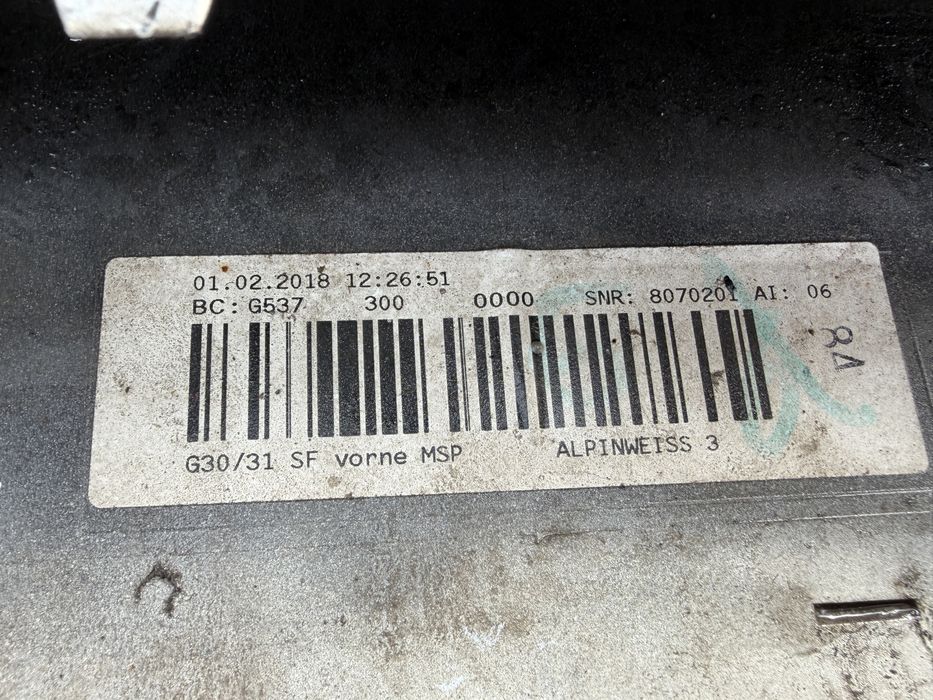 01.02.2018 12:26:51
BC: G537 300 0000 SNR: 8070201 AI: 06
G30/31 SF vorne MSP ALPINWEISS 3